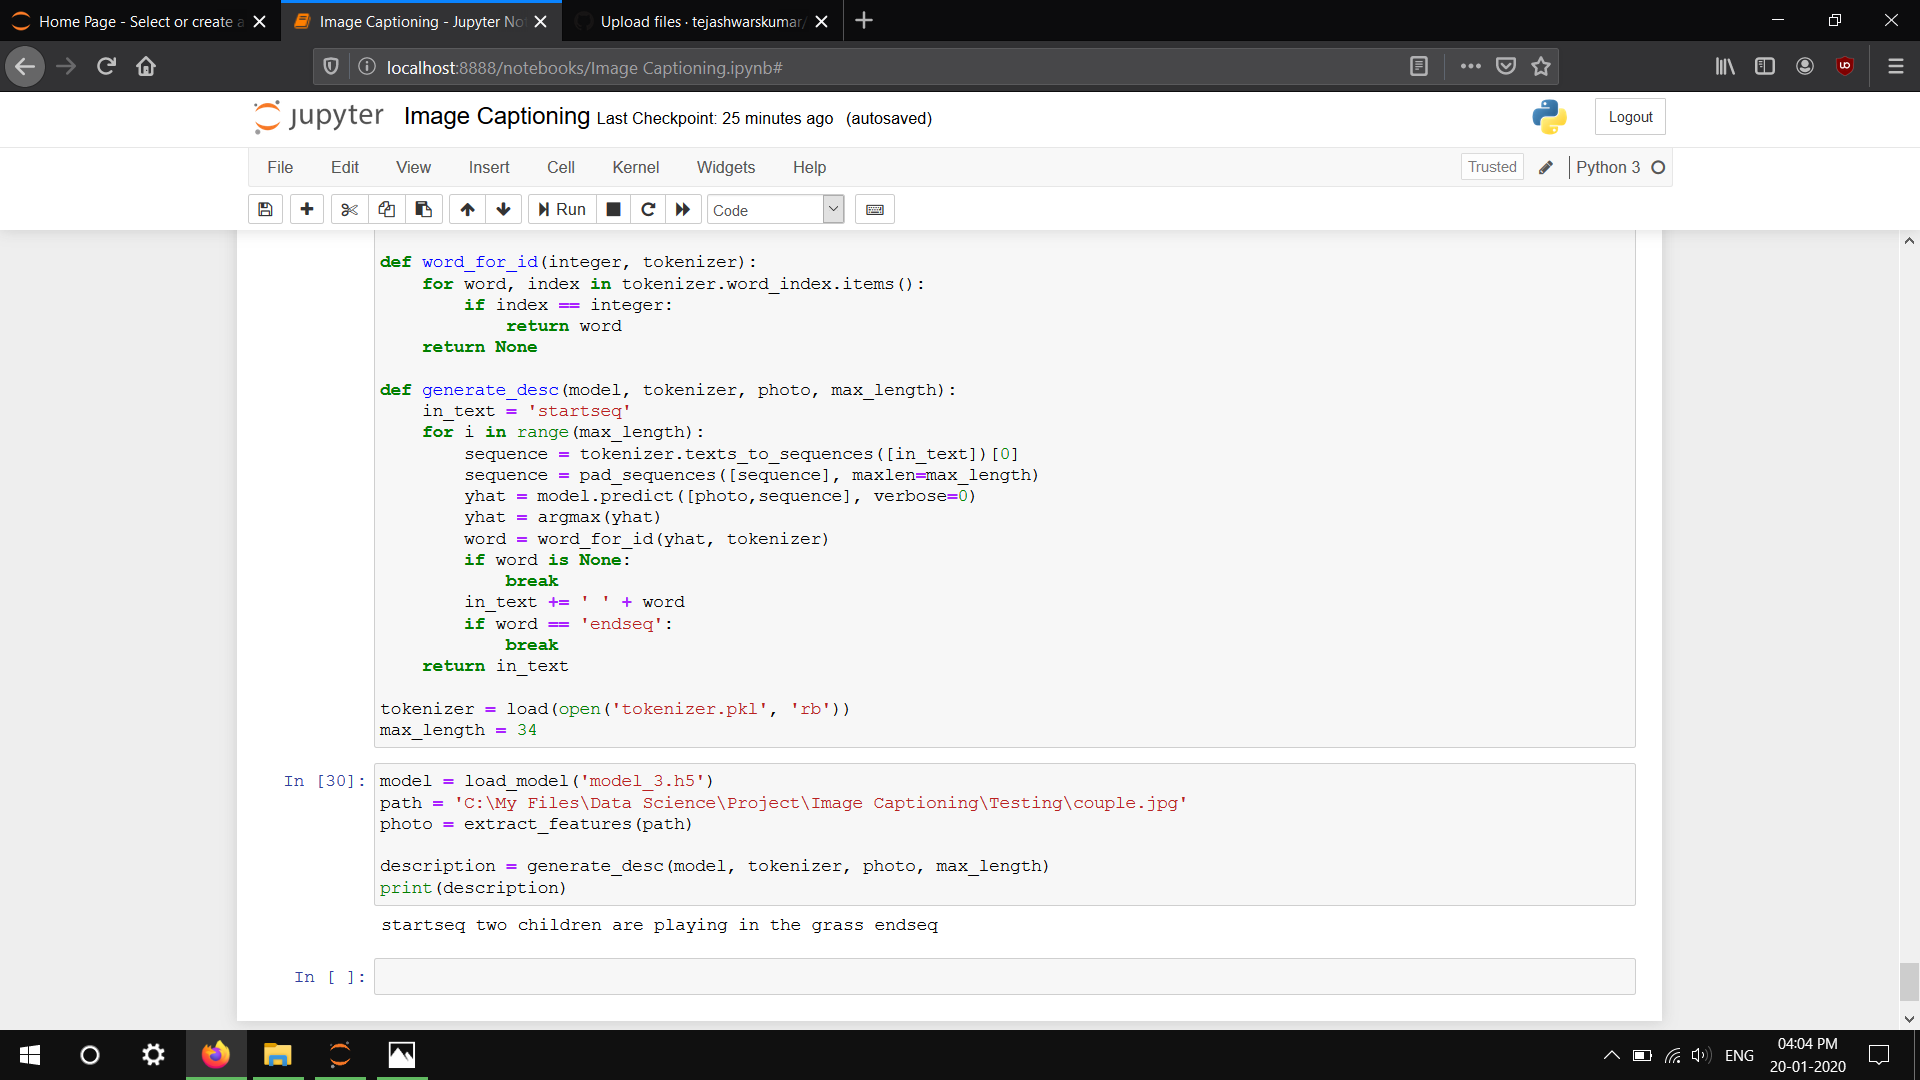 Home Page - Select or create a
Image Captioning - Jupyter No
Upload files · tejashwarskumar/
localhost:8888/notebooks/Image Captioning.ipynb#
jupyter Image Captioning Last Checkpoint: 25 minutes ago (autosaved)
Logout
File Edit View Insert Cell Kernel Widgets Help
Trusted
Python 3
Run
Code
def word_for_id(integer, tokenizer):
    for word, index in tokenizer.word_index.items():
        if index == integer:
            return word
    return None
def generate_desc(model, tokenizer, photo, max_length):
    in_text = 'startseq'
    for i in range(max_length):
        sequence = tokenizer.texts_to_sequences([in_text])[0]
        sequence = pad_sequences([sequence], maxlen=max_length)
        yhat = model.predict([photo,sequence], verbose=0)
        yhat = argmax(yhat)
        word = word_for_id(yhat, tokenizer)
        if word is None:
            break
        in_text += ' ' + word
        if word == 'endseq':
            break
    return in_text
tokenizer = load(open('tokenizer.pkl', 'rb'))
max_length = 34
In [30]: model = load_model('model_3.h5')
path = 'C:\My Files\Data Science\Project\Image Captioning\Testing\couple.jpg'
photo = extract_features(path)
description = generate_desc(model, tokenizer, photo, max_length)
print(description)
startseq two children are playing in the grass endseq
In [ ]:
ENG
04:04 PM
20-01-2020